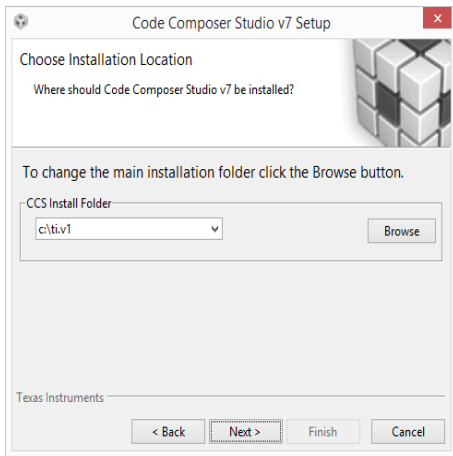 Code Composer Studio v7 Setup
x
Choose Installation Location
Where should Code Composer Studio v7 be installed?
To change the main installation folder click the Browse button.
CCS Install Folder
c:\ti.v1
Browse
Texas Instruments
< Back Next > Finish Cancel